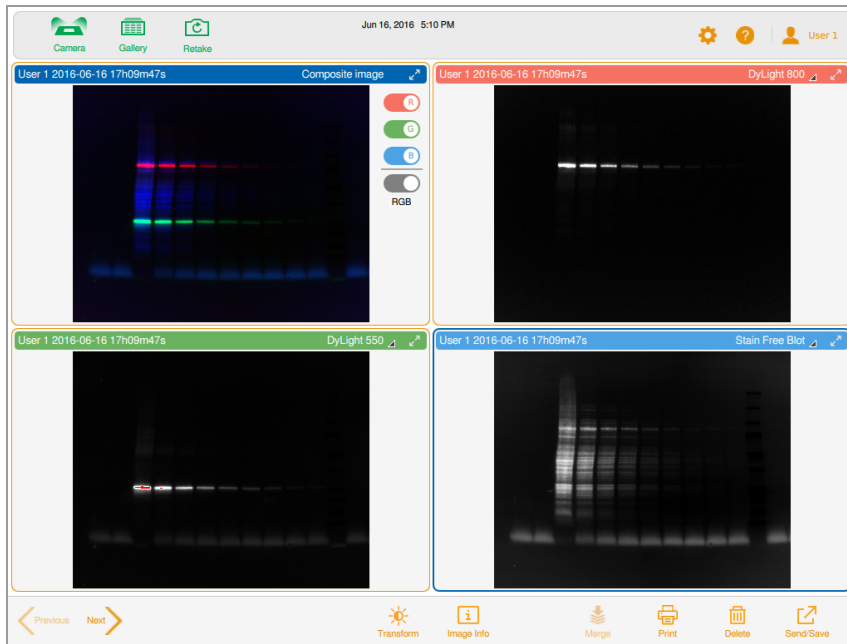 Jun 16, 2016 5:10 PM
Camera
Gallery
Retake
User 1
User 1 2016-06-16 17h09m47s Composite image
R
G
B
RGB
User 1 2016-06-16 17h09m47s DyLight 800
User 1 2016-06-16 17h09m47s DyLight 550
User 1 2016-06-16 17h09m47s Stain Free Blot
Previous Next
Transform
Image Info
Merge
Print
Delete
Send/Save